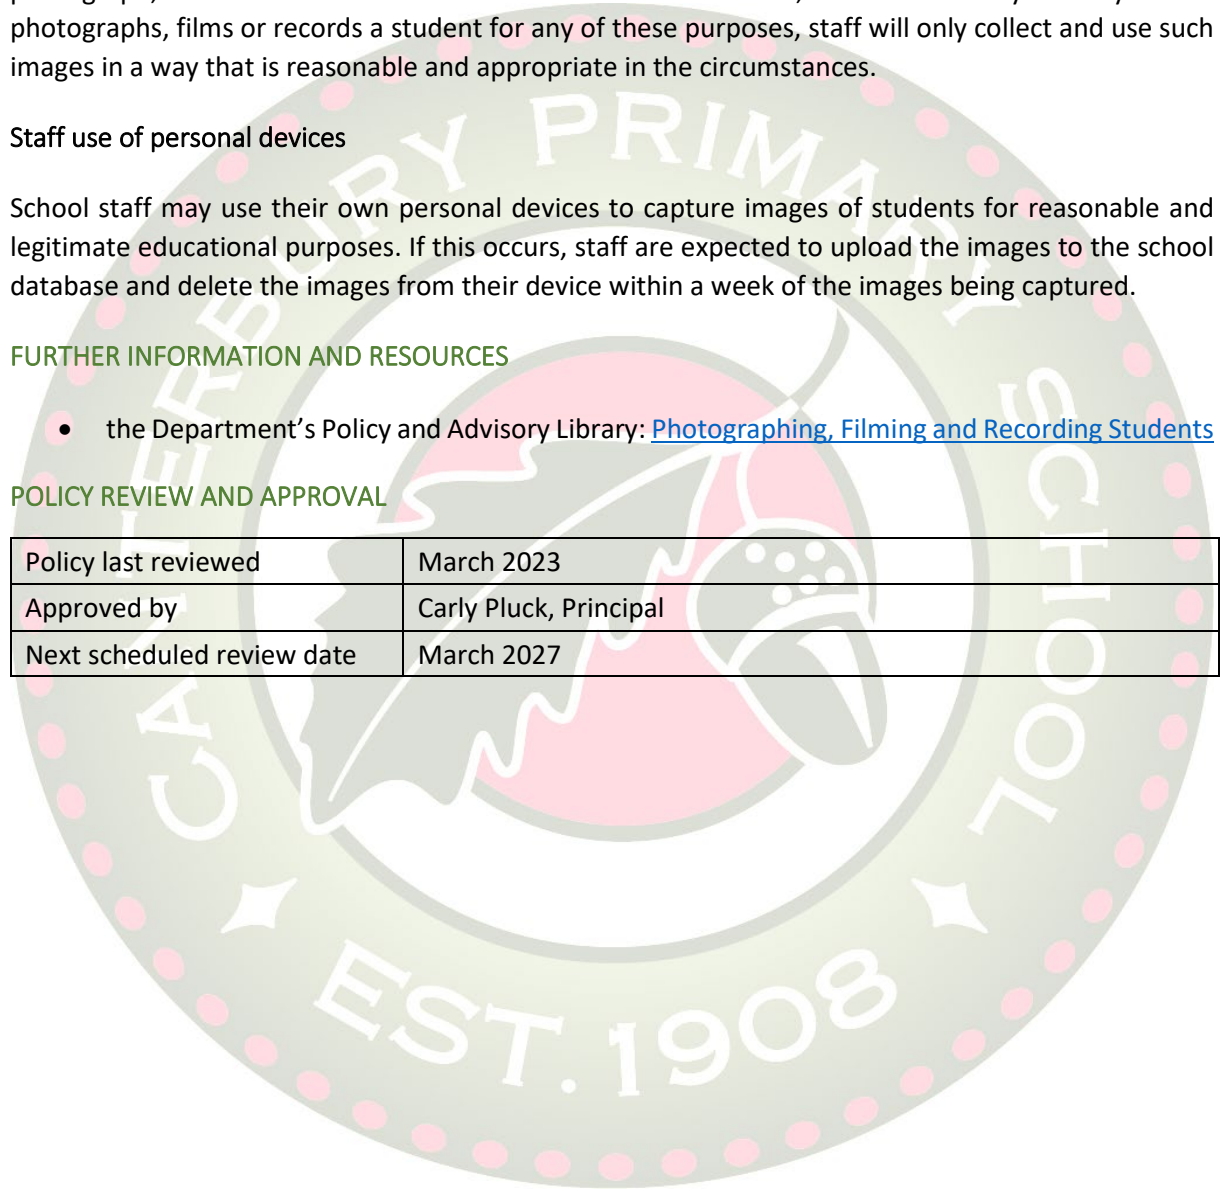 photographs, films or records a student for any of these purposes, staff will only collect and use such
images in a way that is reasonable and appropriate in the circumstances.
Staff use of personal devices
School staff may use their own personal devices to capture images of students for reasonable and
legitimate educational purposes. If this occurs, staff are expected to upload the images to the school
database and delete the images from their device within a week of the images being captured.
FURTHER INFORMATION AND RESOURCES
• the Department’s Policy and Advisory Library: Photographing, Filming and Recording Students
POLICY REVIEW AND APPROVAL
Policy last reviewed March 2023
Approved by Carly Pluck, Principal
Next scheduled review date March 2027
CANTERBURY PRIMARY SCHOOL
EST. 1908